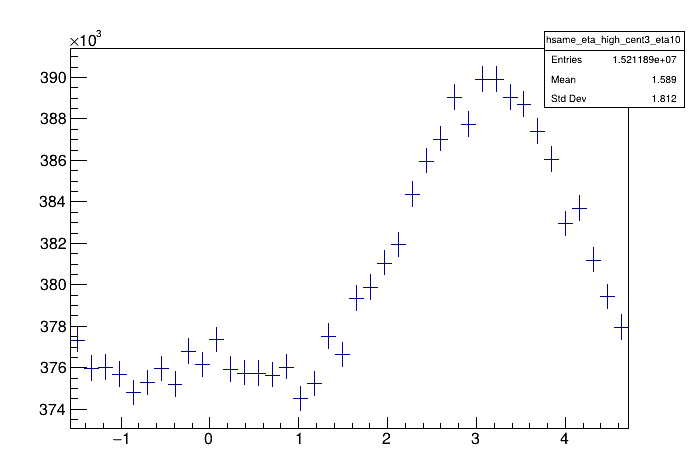 ×10³
hsame_eta_high_cent3_eta10
Entries 1.521189e+07
Mean 1.589
Std Dev 1.812
390
388
386
384
382
380
378
376
374
−1 0 1 2 3 4